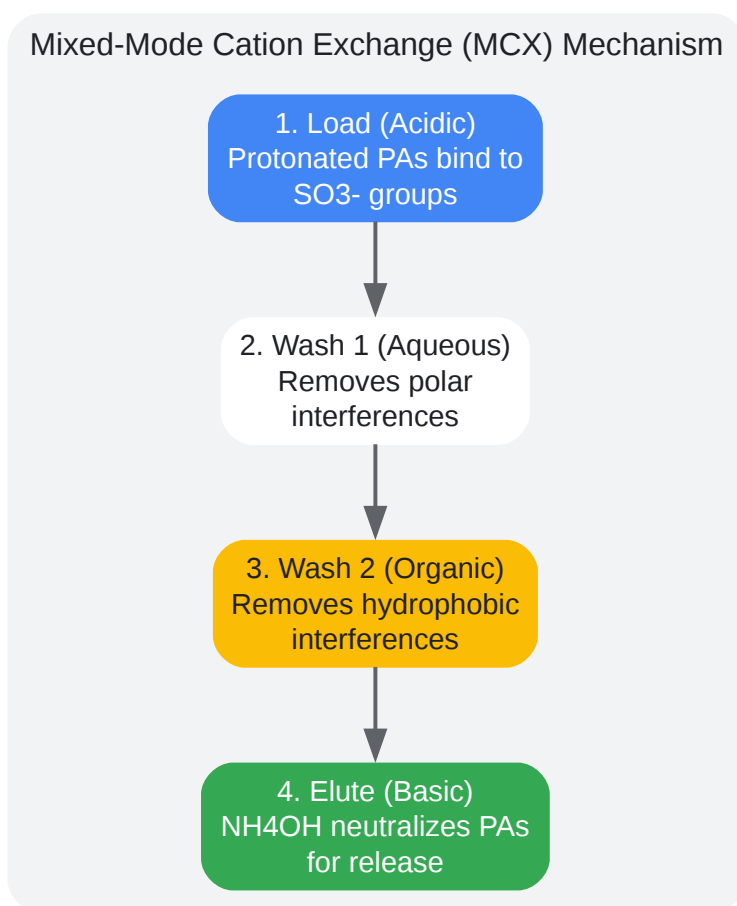 Mixed-Mode Cation Exchange (MCX) Mechanism
1. Load (Acidic)
Protonated PAs bind to
SO3- groups
2. Wash 1 (Aqueous)
Removes polar
interferences
3. Wash 2 (Organic)
Removes hydrophobic
interferences
4. Elute (Basic)
NH4OH neutralizes PAs
for release